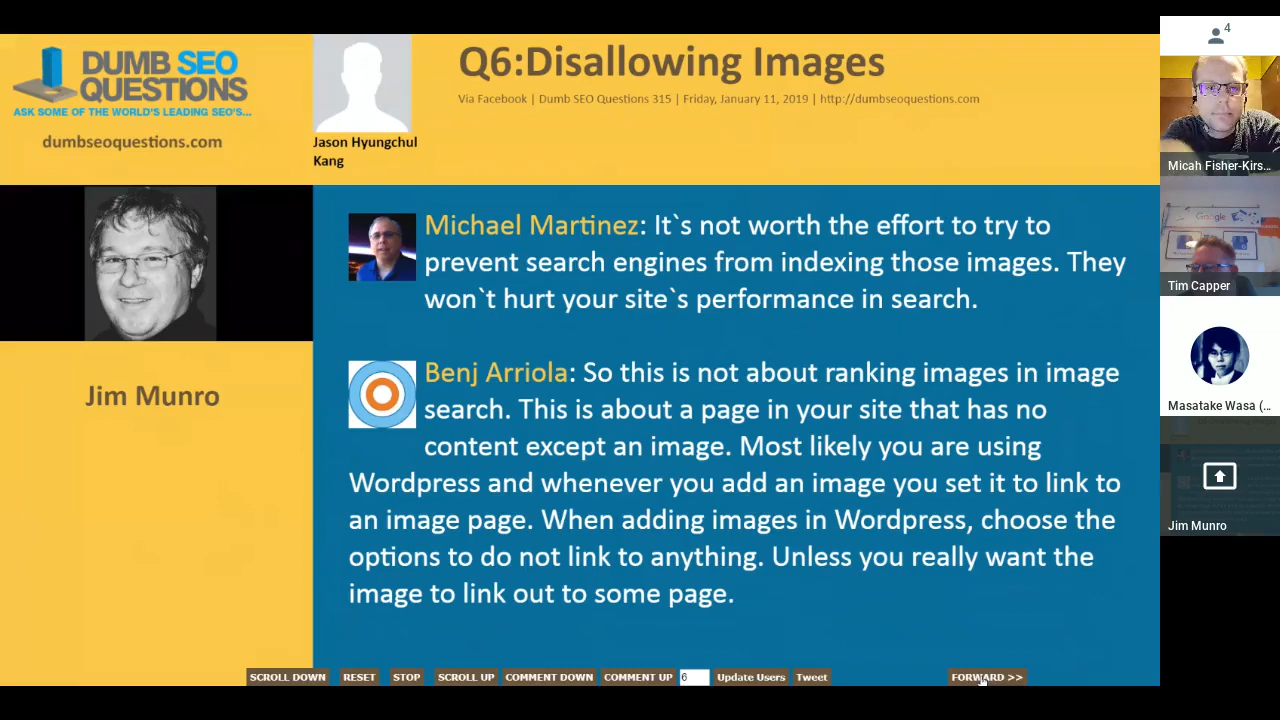 DUMB SEO
QUESTIONS
ASK SOME OF THE WORLD'S LEADING SEO'S...
dumbseoquestions.com
Jason Hyungchul
Kang
Q6:Disallowing Images
Via Facebook | Dumb SEO Questions 315 | Friday, January 11, 2019 | http://dumbseoquestions.com
Jim Munro
Michael Martinez: It`s not worth the effort to try to
prevent search engines from indexing those images. They
won`t hurt your site`s performance in search.
Benj Arriola: So this is not about ranking images in image
search. This is about a page in your site that has no
content except an image. Most likely you are using
Wordpress and whenever you add an image you set it to link to
an image page. When adding images in Wordpress, choose the
options to do not link to anything. Unless you really want the
image to link out to some page.
SCROLL DOWN RESET STOP SCROLL UP COMMENT DOWN COMMENT UP 6 Update Users Tweet FORWARD >>
4
Micah Fisher-Kirs...
Google
Tim Capper
Masatake Wasa (...
Jim Munro